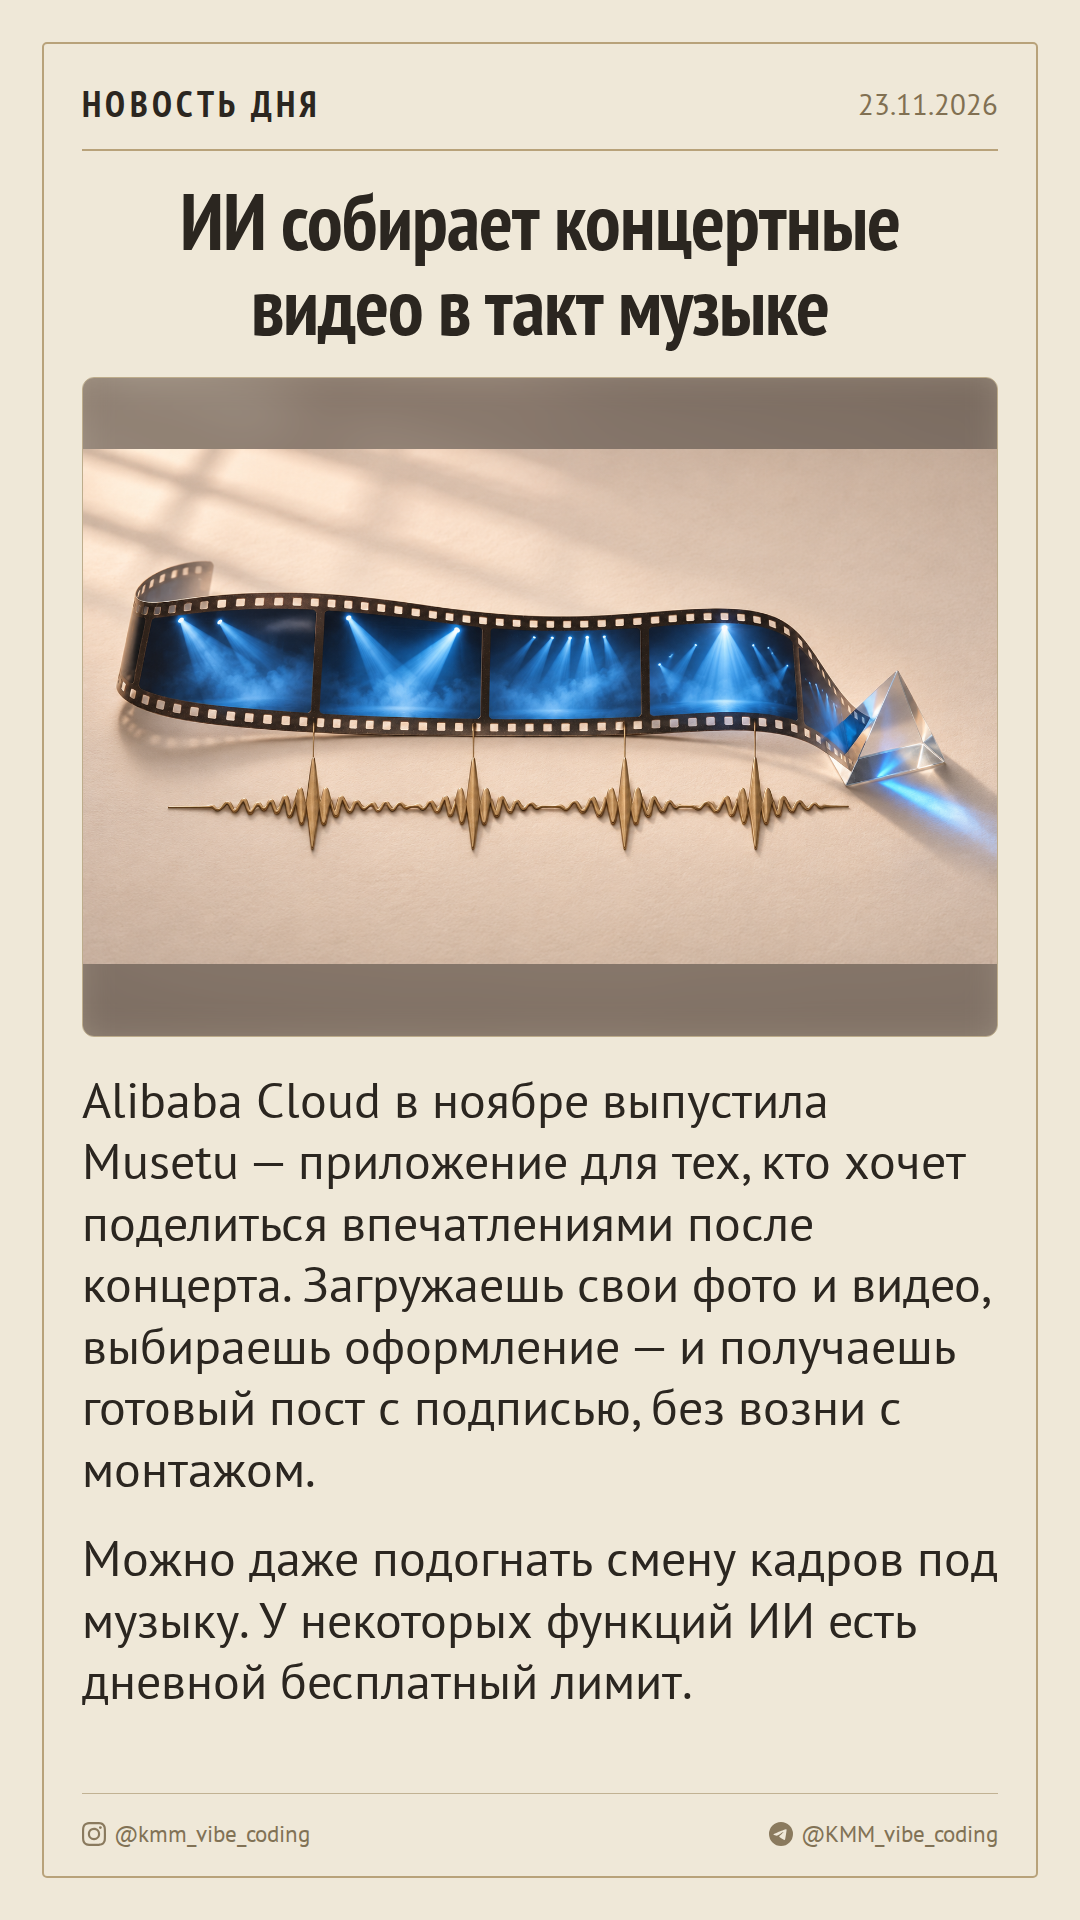 НОВОСТЬ ДНЯ
23.11.2026
ИИ собирает концертные
видео в такт музыке
Alibaba Cloud в ноябре выпустила
Musetu — приложение для тех, кто хочет
поделиться впечатлениями после
концерта. Загружаешь свои фото и видео,
выбираешь оформление — и получаешь
готовый пост с подписью, без возни с
монтажом.
Можно даже подогнать смену кадров под
музыку. У некоторых функций ИИ есть
дневной бесплатный лимит.
@kmm_vibe_coding
@KMM_vibe_coding